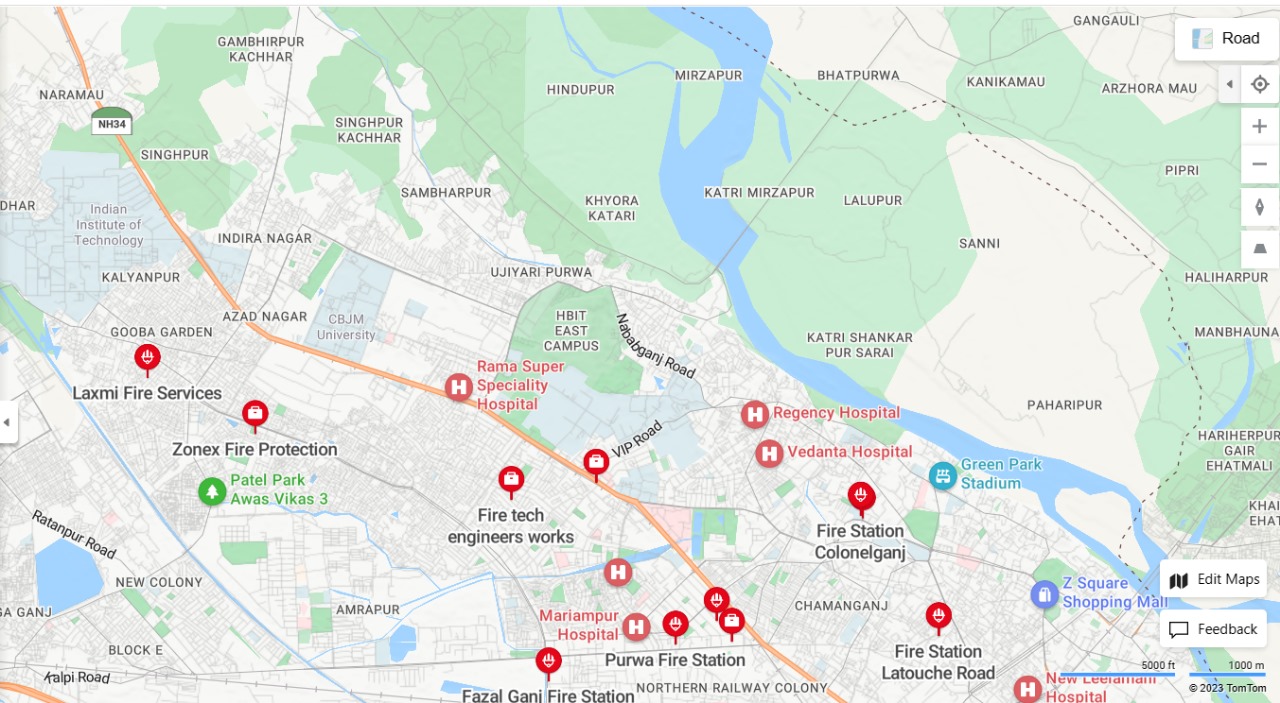 GANGAULI
Road
GAMBHIRPUR
KACHHAR
MIRZAPUR
BHATPURWA
KANIKAMAU
ARZHORA MAU
HINDUPUR
NARAMAU
NH34
SINGHPUR
KACHHAR
SINGHPUR
PIPRI
SAMBHARPUR
KATRI MIRZAPUR
LALUPUR
KHYORA
KATARI
DHAR
Indian
Institute of
Technology
INDIRA NAGAR
SANNI
KALYANPUR
UJIYARI PURWA
HALIHARPUR
AZAD NAGAR
CBJM
University
HBIT
EAST
CAMPUS
Nababganj Road
GOOBA GARDEN
KATRI SHANKAR
PUR SARAI
MANBHAUNA
Laxmi Fire Services
Rama Super
Speciality
Hospital
H
H
Regency Hospital
PAHARIPUR
Zonex Fire Protection
VIP Road
H
Vedanta Hospital
HARIHERPUR
GAIR
EHATMALI
Patel Park
Awas Vikas 3
Green Park
Stadium
Fire tech
engineers works
Fire Station
Colonelganj
KHAI
EHAT
Ratanpur Road
NEW COLONY
H
Z Square
Shopping Mall
Edit Maps
GA GANJ
AMRAPUR
Mariampur
Hospital
H
CHAMANGANJ
Feedback
BLOCK E
Purwa Fire Station
Fire Station
Latouche Road
Kalpi Road
Fazal Ganj Fire Station
NORTHERN RAILWAY COLONY
H
New Leelamani
Hospital
5000 ft
1000 m
© 2023 TomTom